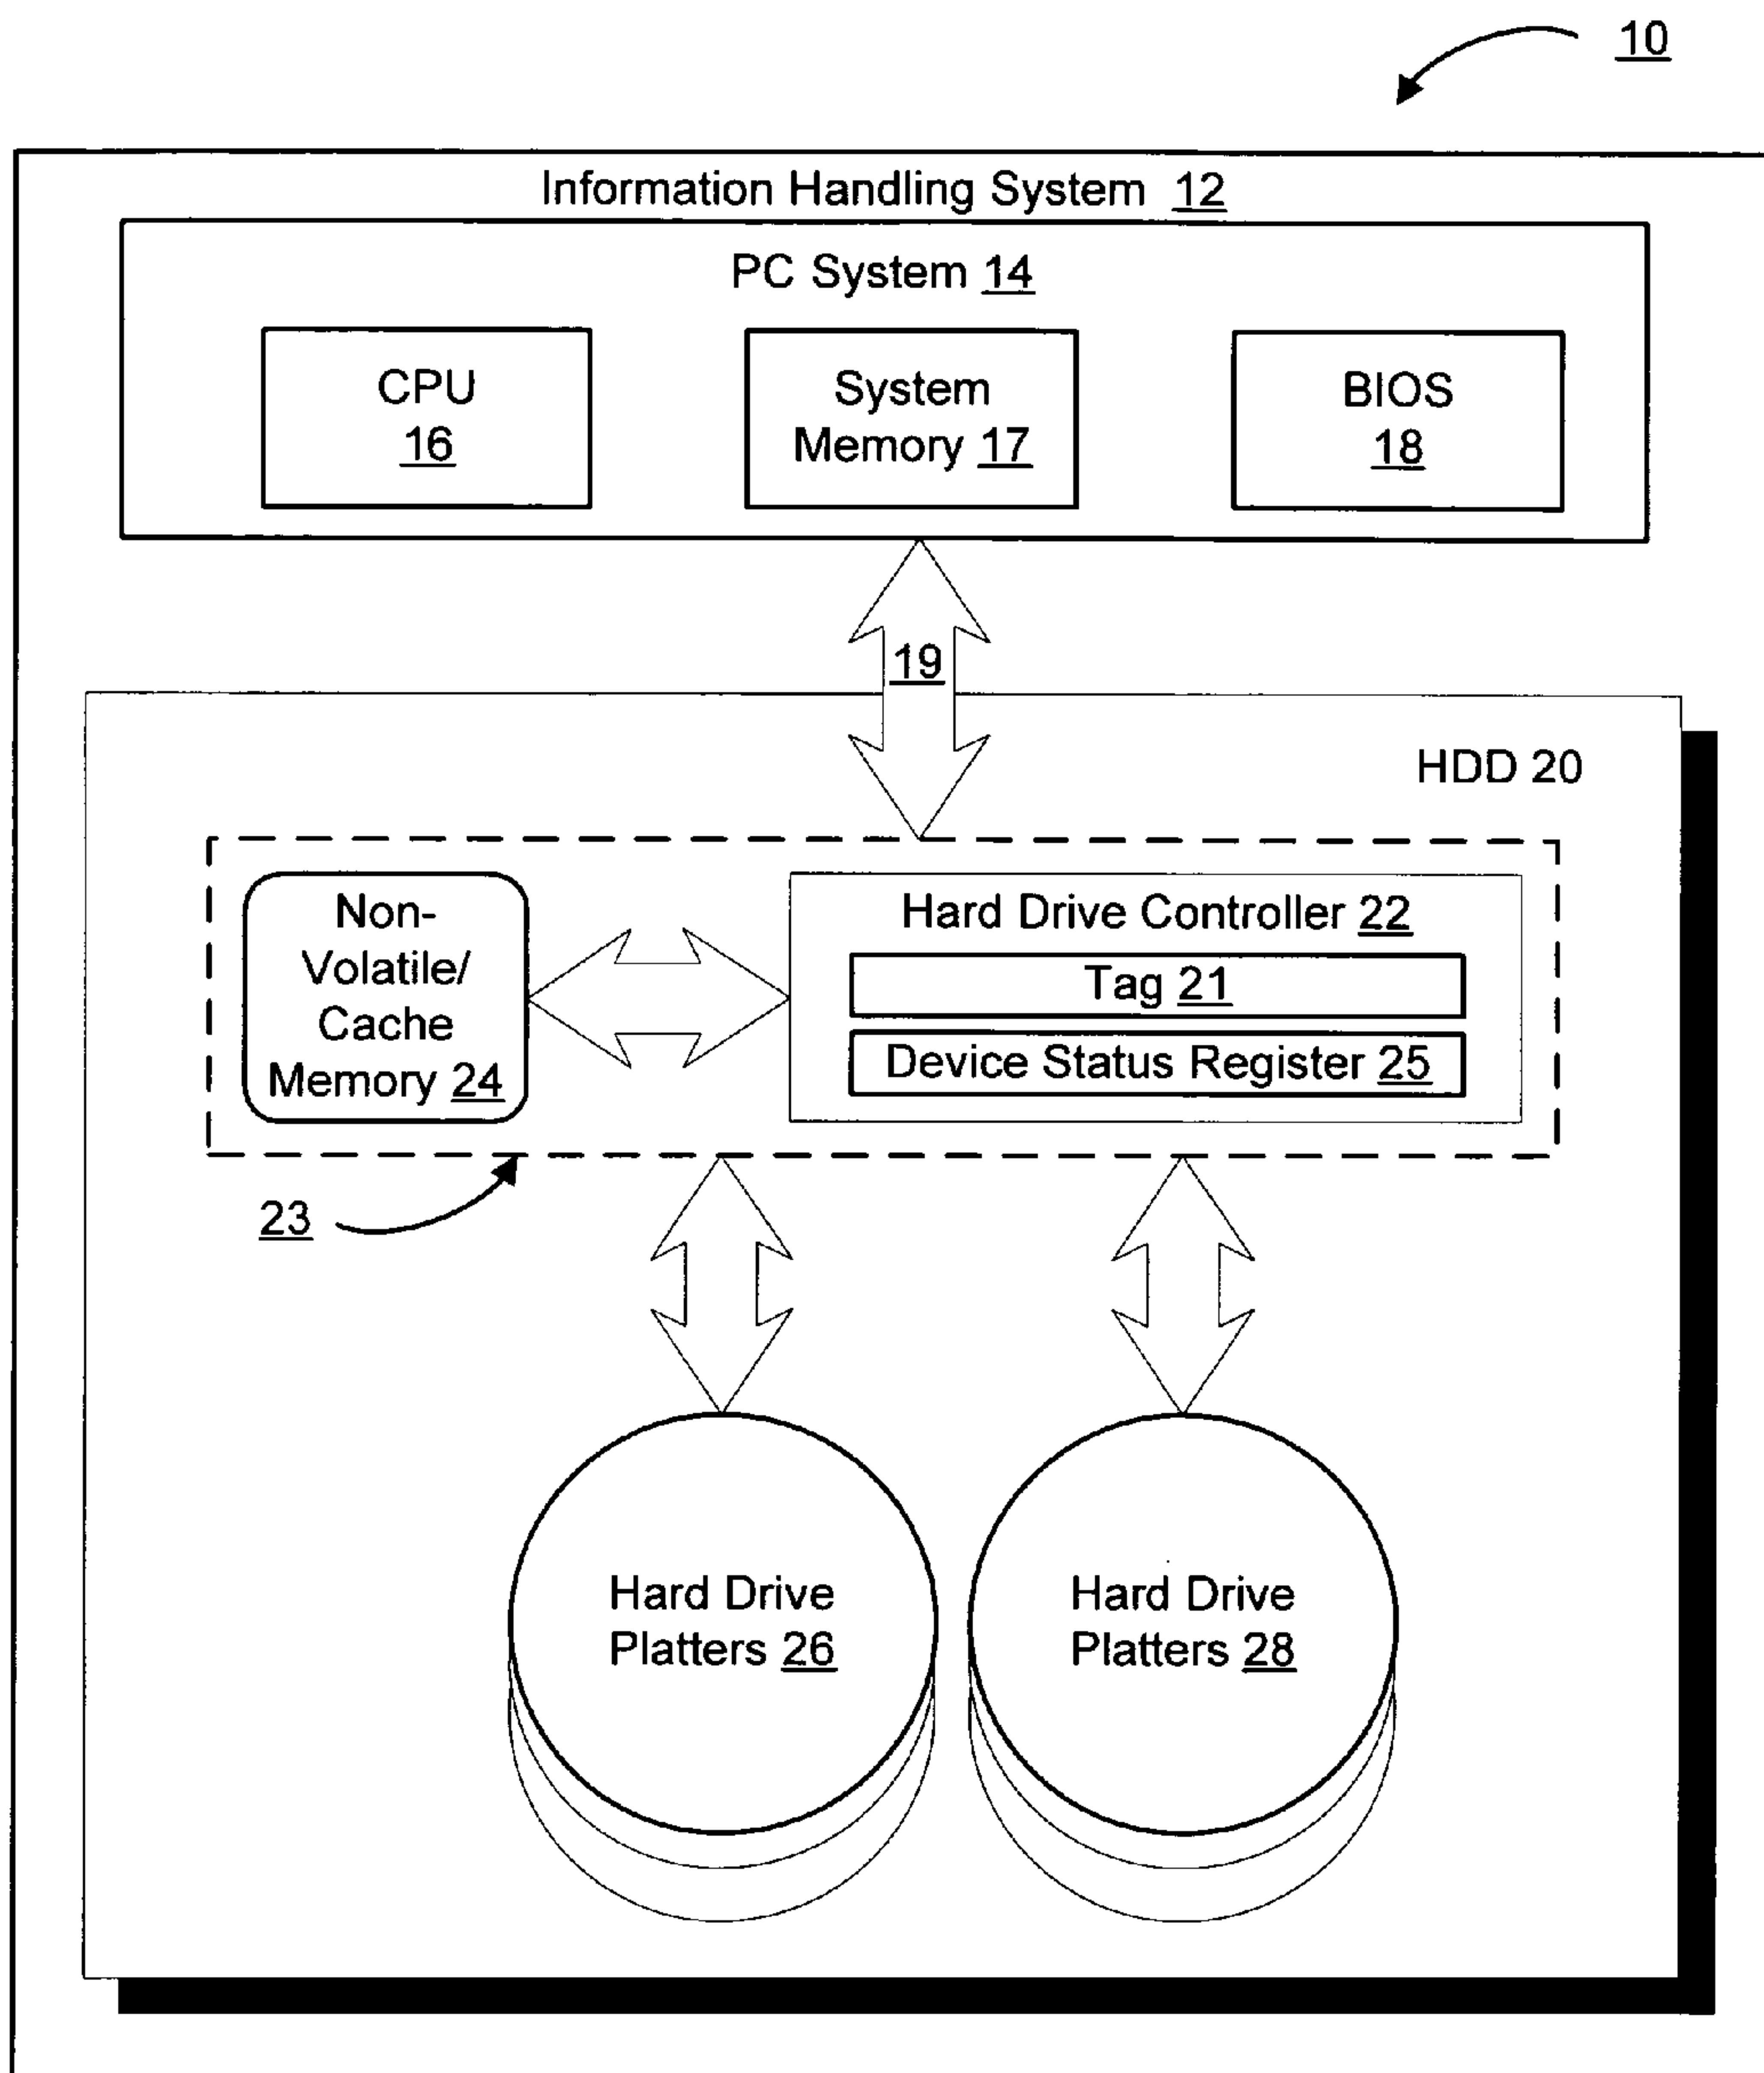 10
Information Handling System 12
PC System 14
CPU
16
System
Memory 17
BIOS
18
19
HDD 20
Non-
Volatile/
Cache
Memory 24
Hard Drive Controller 22
Tag 21
Device Status Register 25
23
Hard Drive
Platters 26
Hard Drive
Platters 28